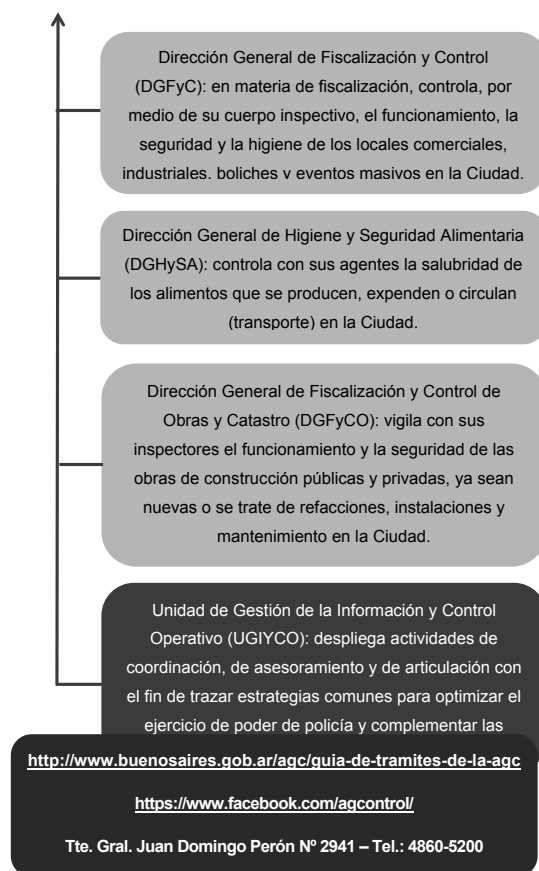 Dirección General de Fiscalización y Control
(DGFyC): en materia de fiscalización, controla, por
medio de su cuerpo inspectivo, el funcionamiento, la
seguridad y la higiene de los locales comerciales,
industriales. boliches y eventos masivos en la Ciudad.
Dirección General de Higiene y Seguridad Alimentaria
(DGHySA): controla con sus agentes la salubridad de
los alimentos que se producen, expenden o circulan
(transporte) en la Ciudad.
Dirección General de Fiscalización y Control de
Obras y Catastro (DGFyCO): vigila con sus
inspectores el funcionamiento y la seguridad de las
obras de construcción públicas y privadas, ya sean
nuevas o se trate de refacciones, instalaciones y
mantenimiento en la Ciudad.
Unidad de Gestión de la Información y Control
Operativo (UGIYCO): despliega actividades de
coordinación, de asesoramiento y de articulación con
el fin de trazar estrategias comunes para optimizar el
ejercicio de poder de policía y complementar las
http://www.buenosaires.gob.ar/agc/guia-de-tramites-de-la-agc
https://www.facebook.com/agcontrol/
Tte. Gral. Juan Domingo Perón Nº 2941 – Tel.: 4860-5200